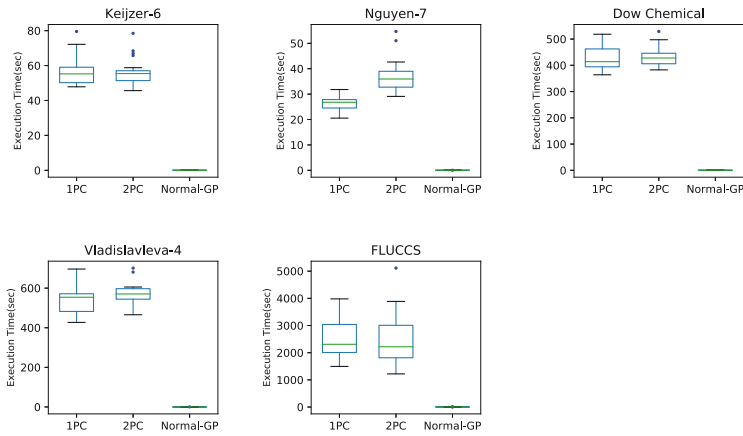 Keijzer-6
Execution Time(sec)
80
60
40
20
0
1PC 2PC Normal-GP
Nguyen-7
Execution Time(sec)
50
40
30
20
10
0
1PC 2PC Normal-GP
Dow Chemical
Execution Time(sec)
500
400
300
200
100
0
1PC 2PC Normal-GP
Vladislavleva-4
Execution Time(sec)
600
400
200
0
1PC 2PC Normal-GP
FLUCCS
Execution Time(sec)
5000
4000
3000
2000
1000
0
1PC 2PC Normal-GP